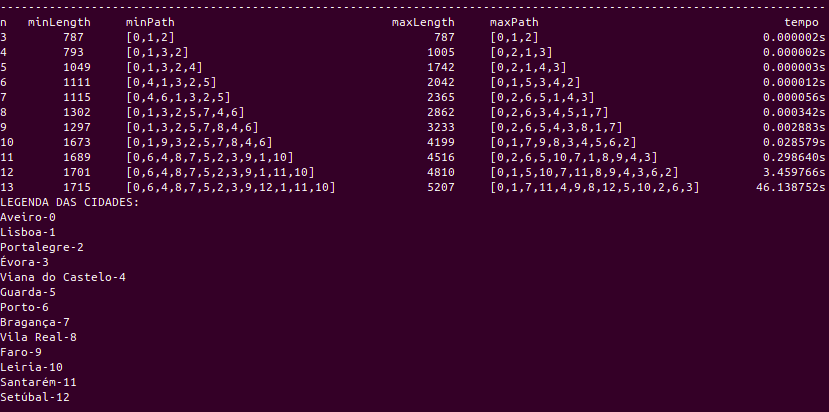 n minLength minPath maxLength maxPath tempo
3 787 [0,1,2] 787 [0,1,2] 0.000002s
4 793 [0,1,3,2] 1005 [0,2,1,3] 0.000002s
5 1049 [0,1,3,2,4] 1742 [0,2,1,4,3] 0.000003s
6 1111 [0,4,1,3,2,5] 2042 [0,1,5,3,4,2] 0.000012s
7 1115 [0,4,6,1,3,2,5] 2365 [0,2,6,5,1,4,3] 0.000056s
8 1302 [0,1,3,2,5,7,4,6] 2862 [0,2,6,3,4,5,1,7] 0.000342s
9 1297 [0,1,3,2,5,7,8,4,6] 3233 [0,2,6,5,4,3,8,1,7] 0.002883s
10 1673 [0,1,9,3,2,5,7,8,4,6] 4199 [0,1,7,9,8,3,4,5,6,2] 0.028579s
11 1689 [0,6,4,8,7,5,2,3,9,1,10] 4516 [0,2,6,5,10,7,1,8,9,4,3] 0.298640s
12 1701 [0,6,4,8,7,5,2,3,9,1,11,10] 4810 [0,1,5,10,7,11,8,9,4,3,6,2] 3.459766s
13 1715 [0,6,4,8,7,5,2,3,9,12,1,11,10] 5207 [0,1,7,11,4,9,8,12,5,10,2,6,3] 46.138752s
LEGENDA DAS CIDADES:
Aveiro-0
Lisboa-1
Portalegre-2
Évora-3
Viana do Castelo-4
Guarda-5
Porto-6
Bragança-7
Vila Real-8
Faro-9
Leiria-10
Santarém-11
Setúbal-12